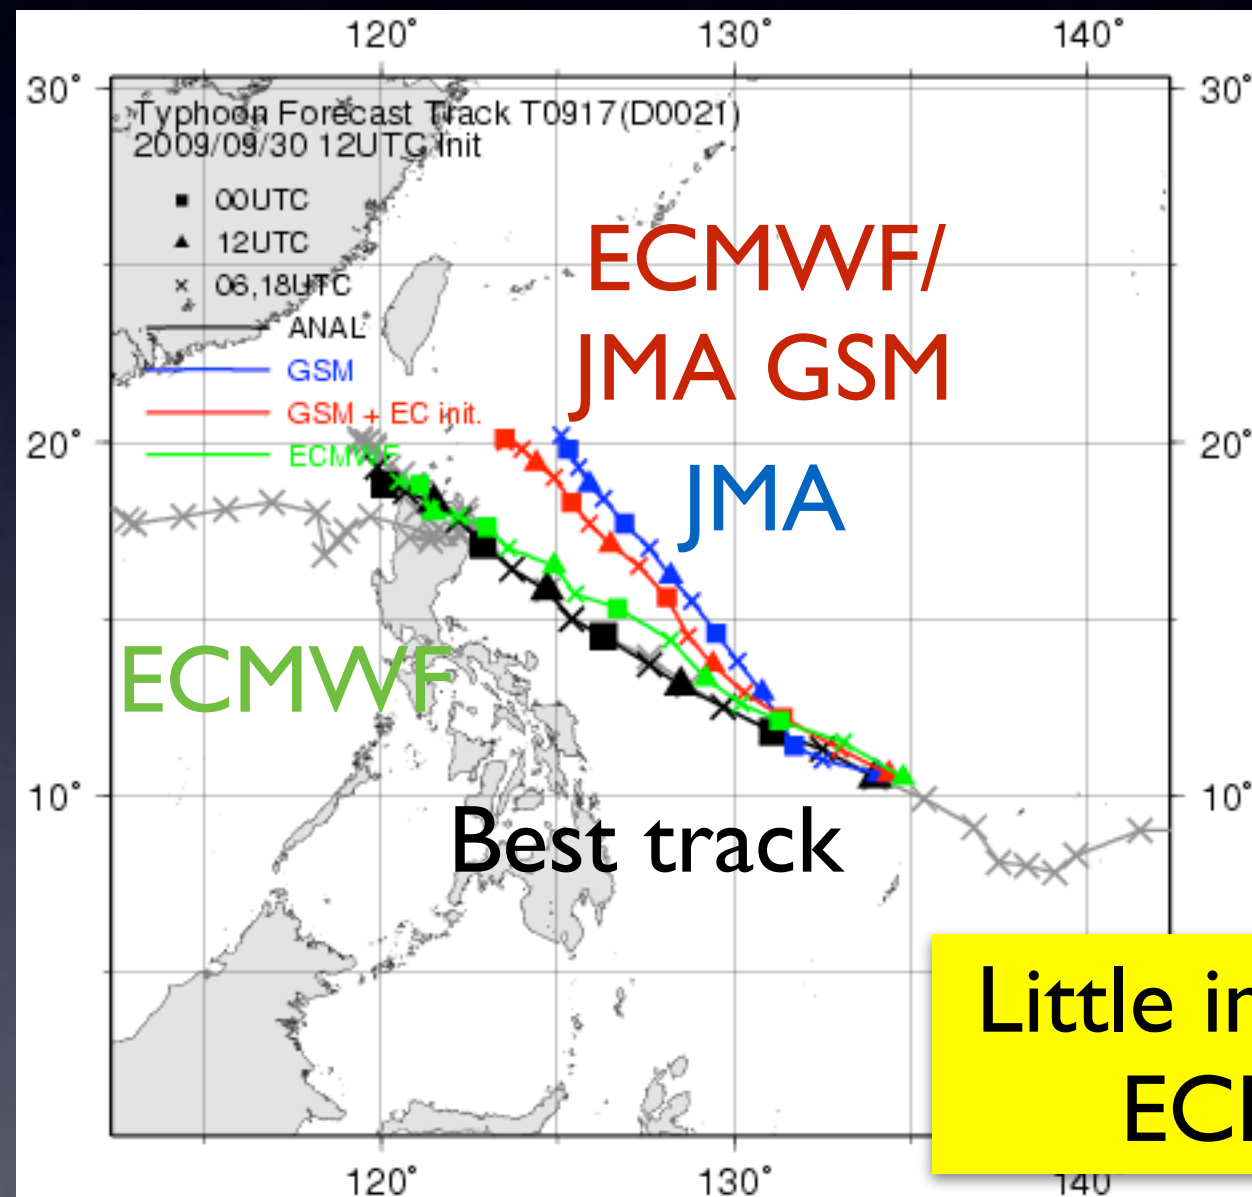 120° 130° 140°
30° 30°
Typhoon Forecast Track T0917(D0021)
2009/09/30 12UTC Init
00UTC
12UTC
06,18UTC
ANAL
GSM
GSM + EC init.
ECMWF
ECMWF/
JMA GSM
20° 20°
JMA
ECMWF
10° 10°
Best track
Little
120° 130° 140